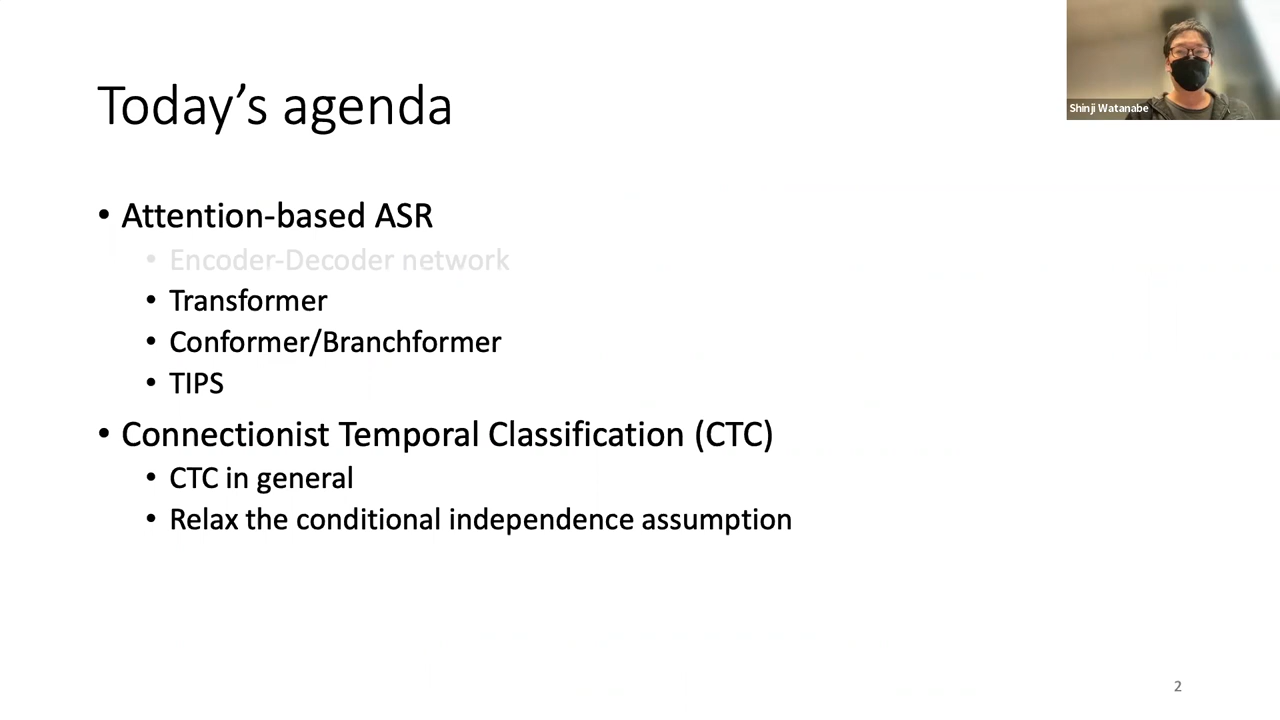 Today's agenda
Shinji Watanabe
• Attention-based ASR
• Encoder-Decoder network
• Transformer
• Conformer/Branchformer
• TIPS
• Connectionist Temporal Classification (CTC)
• CTC in general
• Relax the conditional independence assumption
2